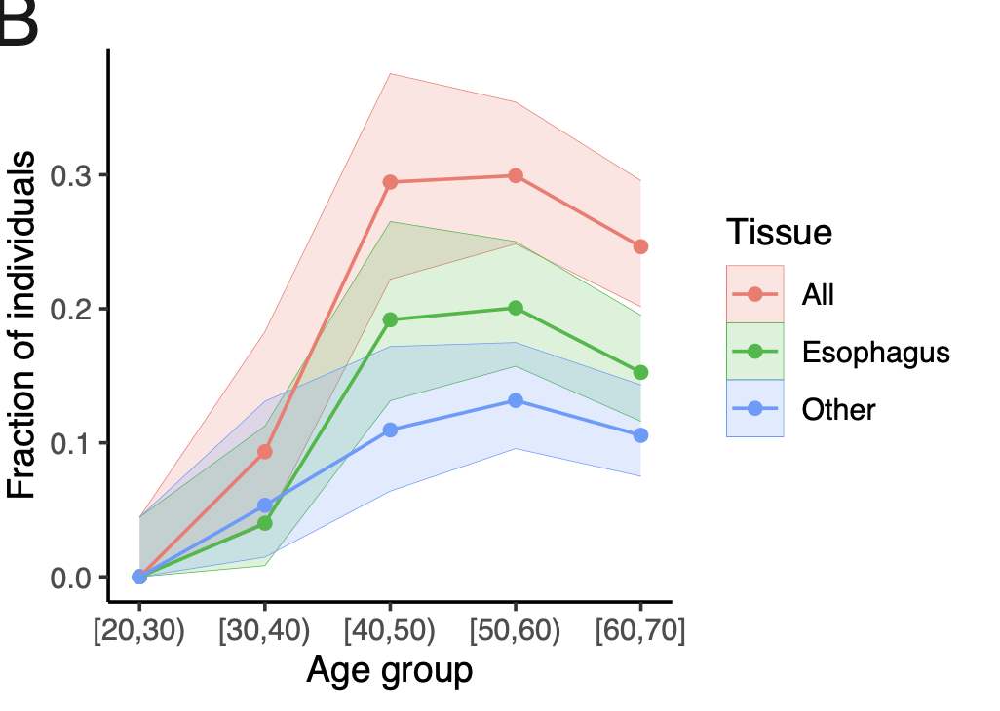 B
Fraction of individuals
0.3
0.2
0.1
0.0
[20,30) [30,40) [40,50) [50,60) [60,70]
Age group
Tissue
All
Esophagus
Other